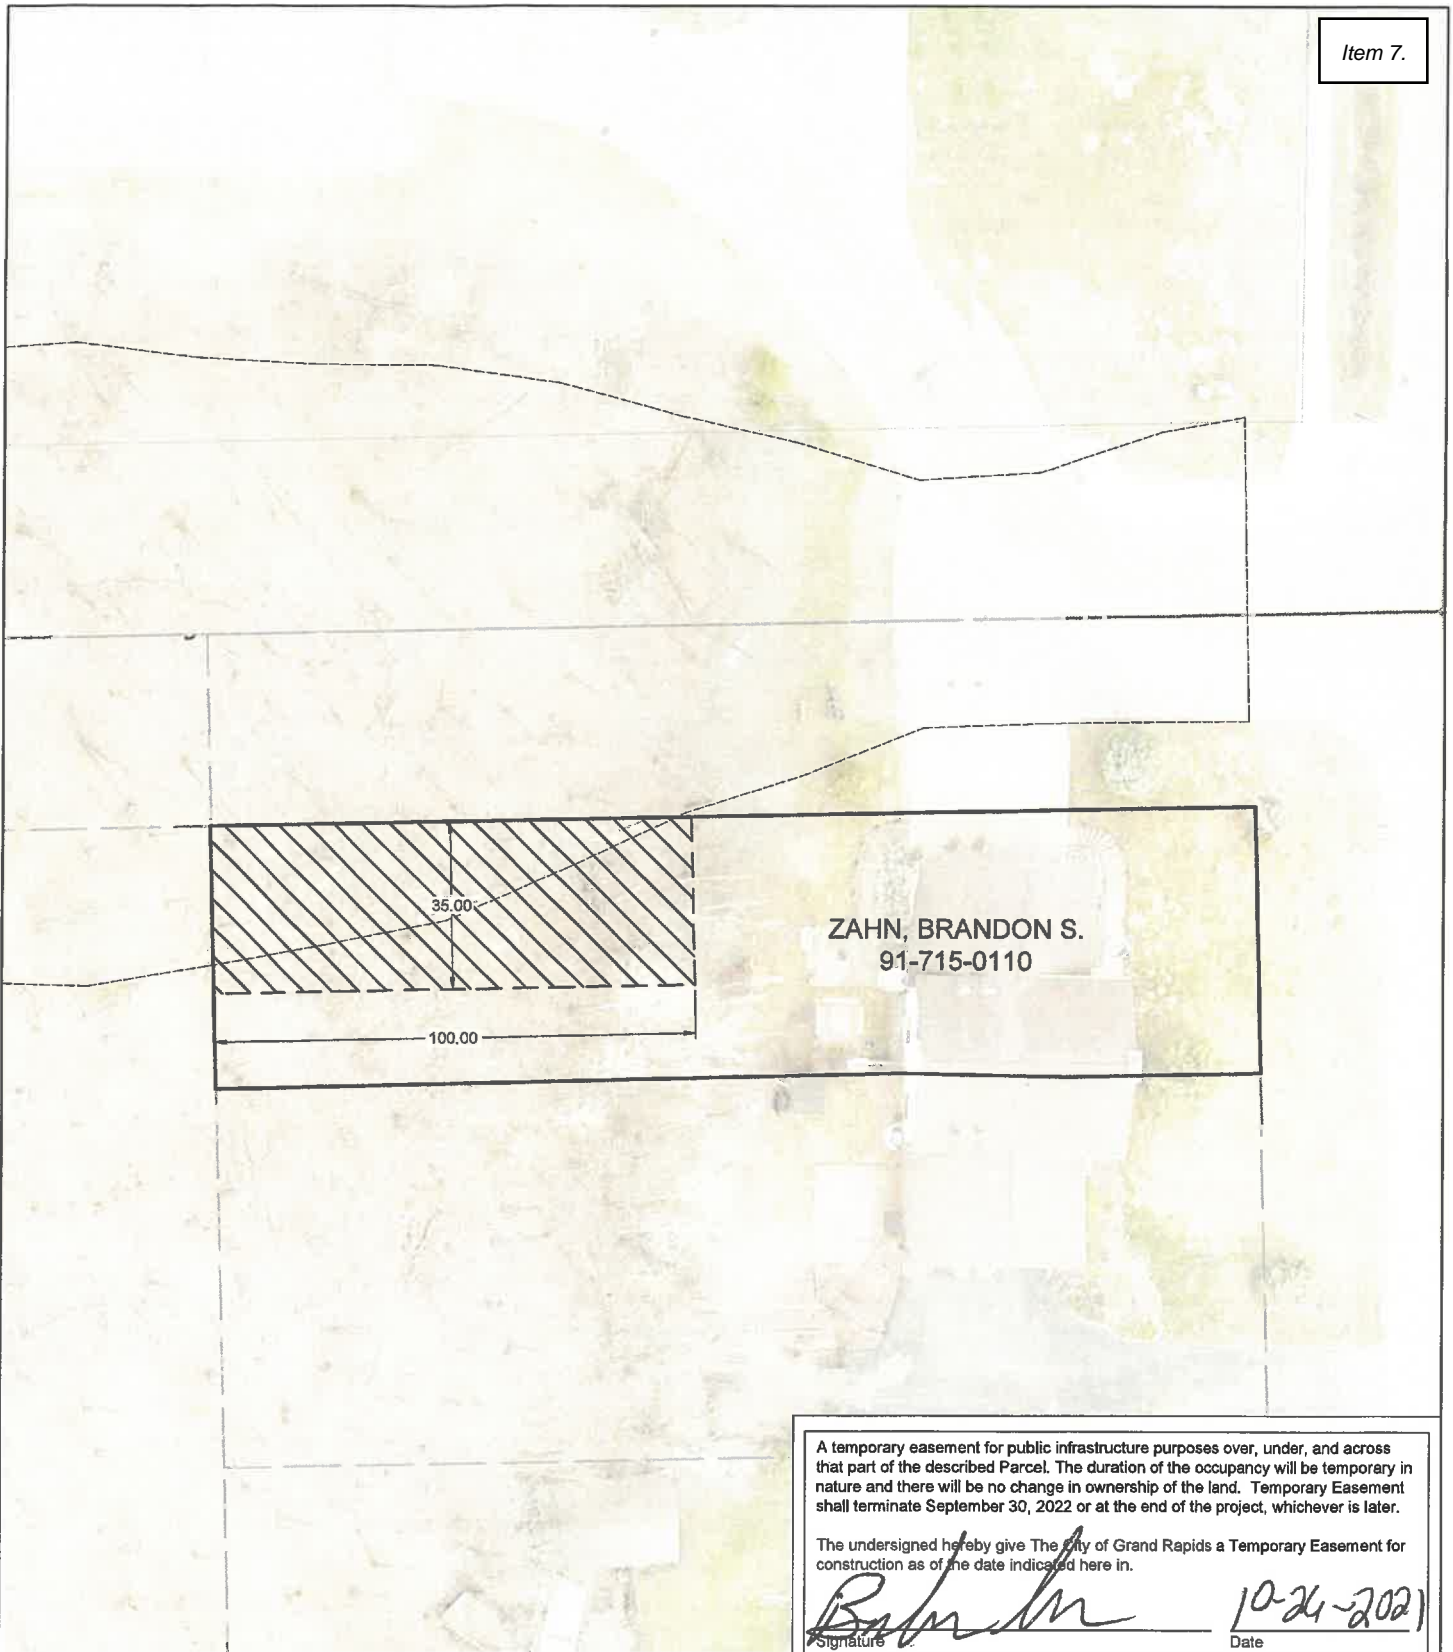 Item 7.
35.00
ZAHN, BRANDON S.
91-715-0110
100.00
A temporary easement for public infrastructure purposes over, under, and across
that part of the described Parcel. The duration of the occupancy will be temporary in
nature and there will be no change in ownership of the land. Temporary Easement
shall terminate September 30, 2022 or at the end of the project, whichever is later.
The undersigned hereby give The City of Grand Rapids a Temporary Easement for
construction as of the date indicated here in.
10-24-2021
Signature
Date